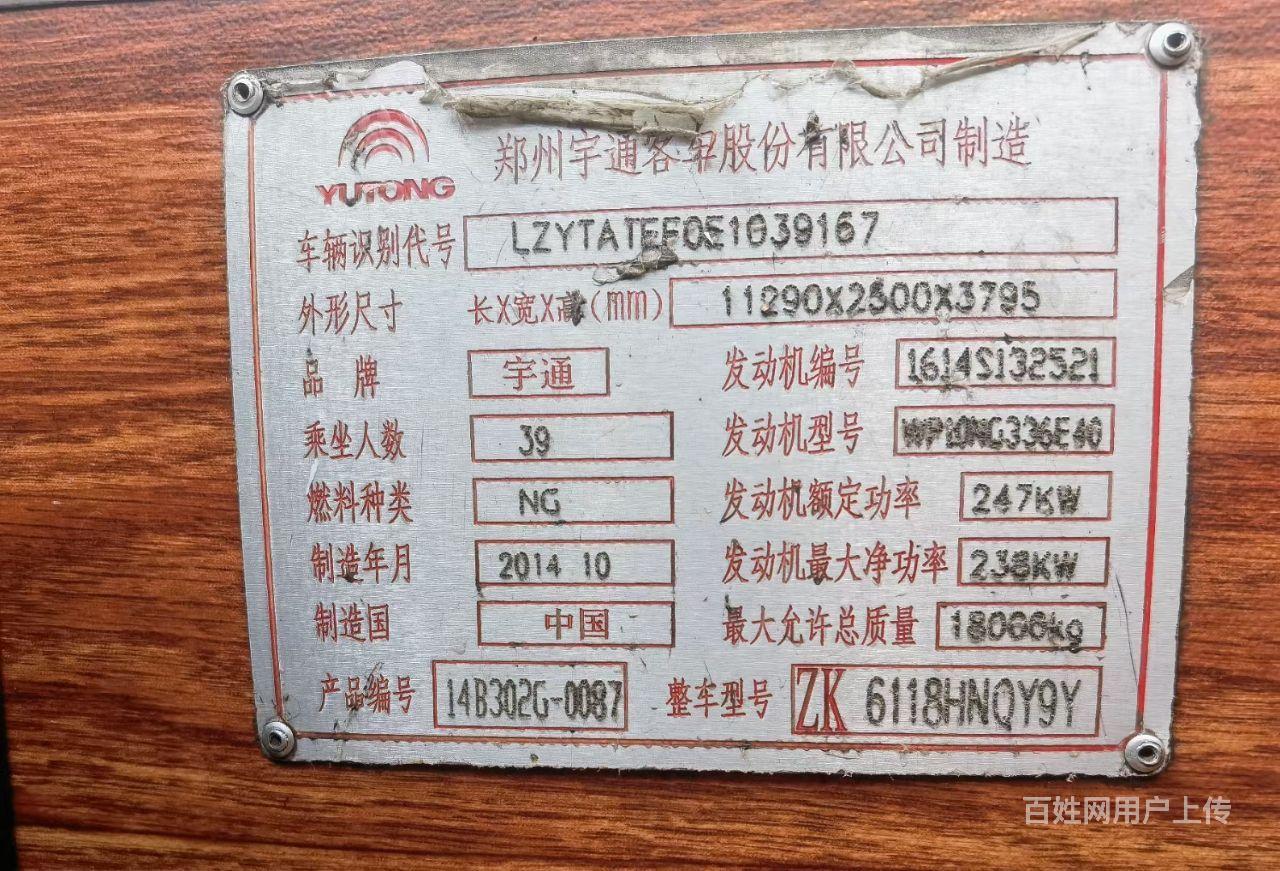 YUTONG
郑州宇通客车股份有限公司制造
车辆识别代号 LZYTATEF0E1039167
外形尺寸 长X宽X高(mm) 11290X2500X3795
品 牌 宇通 发动机编号 1614S132521
乘坐人数 39 发动机型号 WP10NG336E40
燃料种类 NG 发动机额定功率 247KW
制造年月 2014 10 发动机最大净功率 238KW
制造国 中国 最大允许总质量 18000kg
产品编号 14B302G-0087 整车型号 ZK 6118HNQY9Y
百姓网用户上传